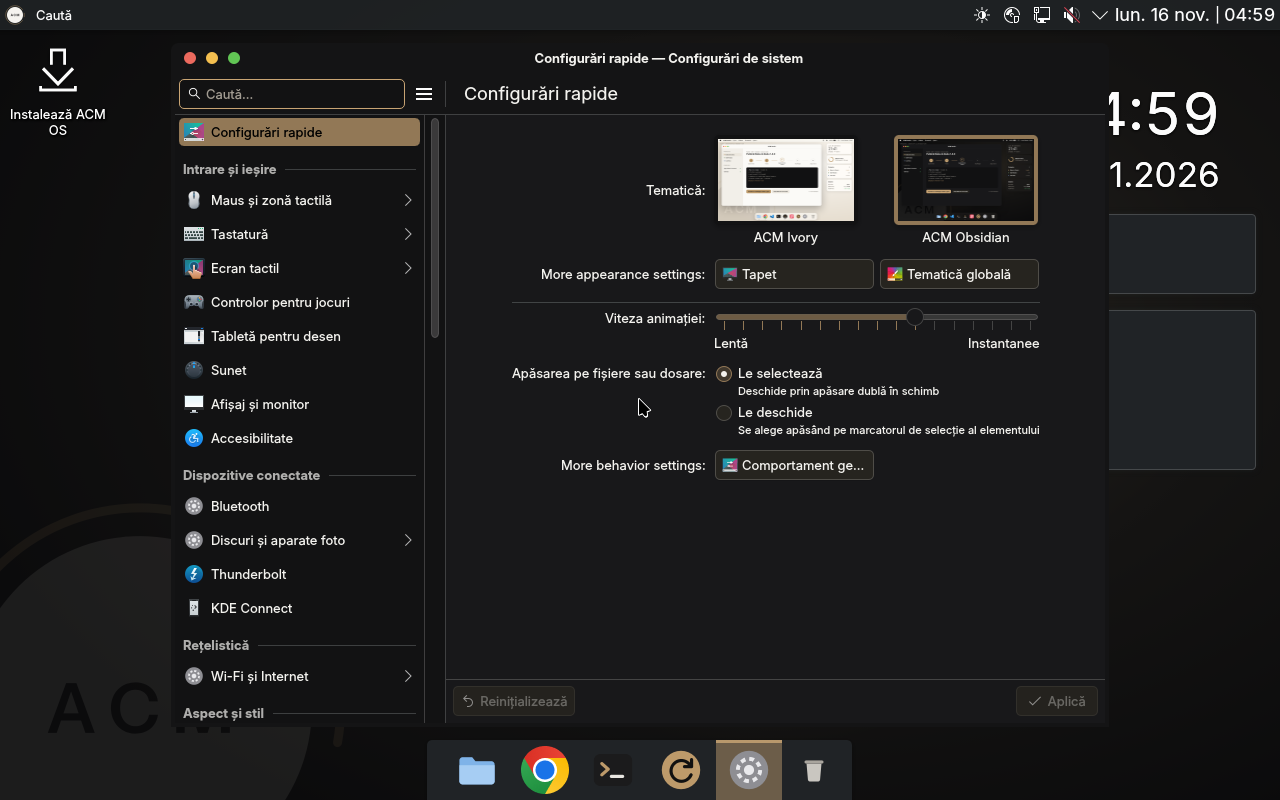 Caută
lun. 16 nov. | 04:59
Instalează ACM
OS
Configurări rapide — Configurări de sistem
Caută...
Configurări rapide
Configurări rapide
Intrare și ieșire
Maus și zonă tactilă
Tastatură
Ecran tactil
Controlor pentru jocuri
Tabletă pentru desen
Sunet
Afișaj și monitor
Accesibilitate
Dispozitive conectate
Bluetooth
Discuri și aparate foto
Thunderbolt
KDE Connect
Rețelistică
Wi-Fi și Internet
Aspect și stil
Tematică:
ACM Ivory
ACM Obsidian
More appearance settings:
Tapet
Tematică globală
Viteza animației:
Lentă
Instantanee
Apăsarea pe fișiere sau dosare:
Le selectează
Deschide prin apăsare dublă în schimb
Le deschide
Se alege apăsând pe marcatorul de selecție al elementului
More behavior settings:
Comportament ge...
Reinițializează
Aplică
4:59
1.2026
ACM